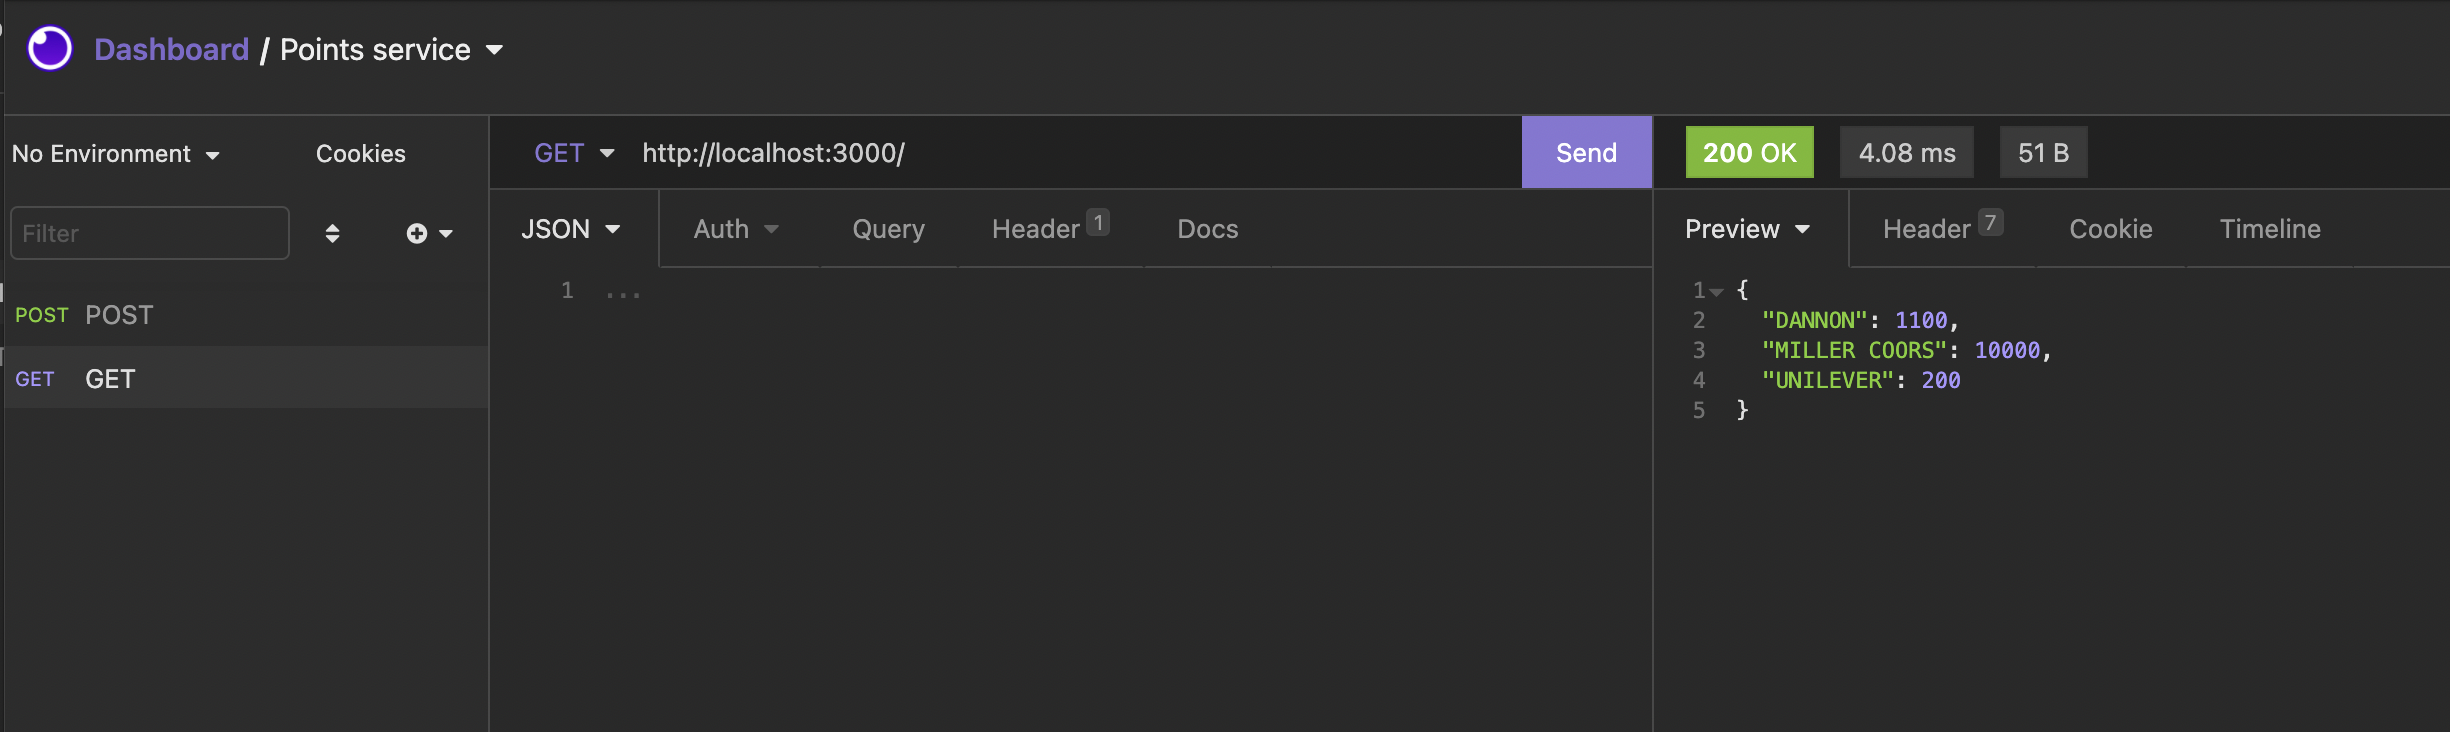 Dashboard / Points service
No Environment Cookies
Filter
POST POST
GET GET
GET http://localhost:3000/ Send
JSON Auth Query Header 1 Docs
1 ...
200 OK 4.08 ms 51 B
Preview Header 7 Cookie Timeline
1 {
2 "DANNON": 1100,
3 "MILLER COORS": 10000,
4 "UNILEVER": 200
5 }